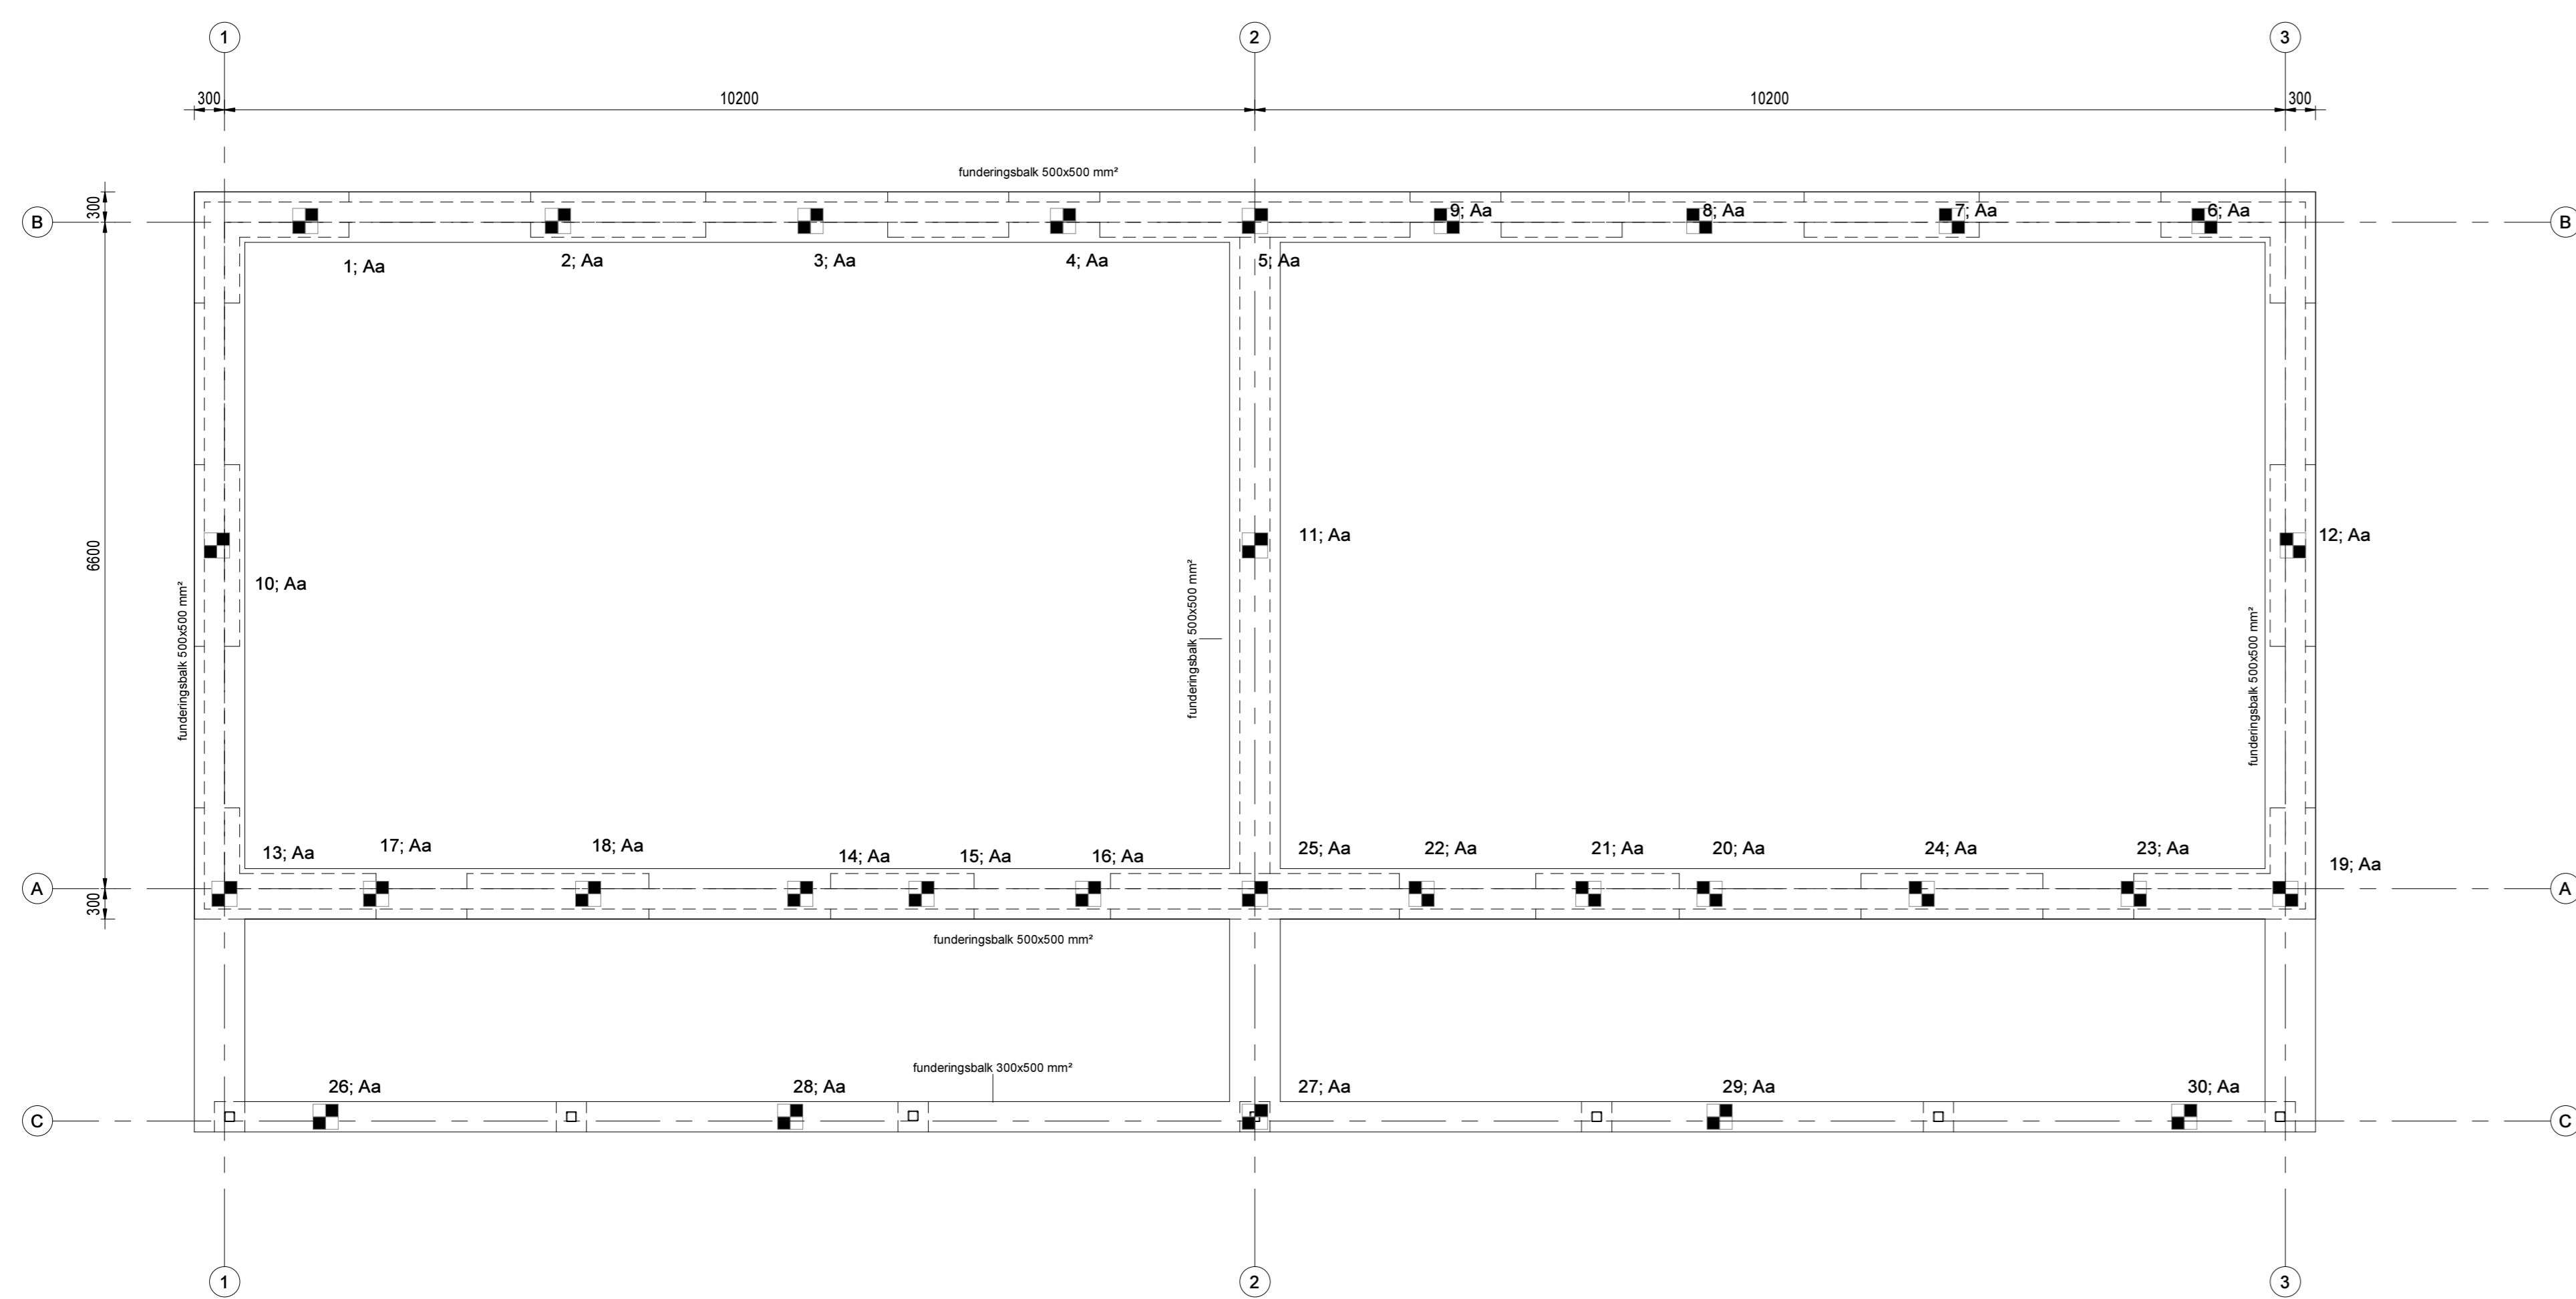 1 2 3
300 10200 10200 300
funderingsbalk 500x500 mm²
300
B 9; Aa 8; Aa 7; Aa 6; Aa B
1; Aa 2; Aa 3; Aa 4; Aa 5; Aa
11; Aa 12; Aa
6600
10; Aa
funderingsbalk 500x500 mm²
funderingsbalk 500x500 mm²
funderingsbalk 500x500 mm²
13; Aa 17; Aa 18; Aa 14; Aa 15; Aa 16; Aa 25; Aa 22; Aa 21; Aa 20; Aa 24; Aa 23; Aa 19; Aa
A A
300
funderingsbalk 500x500 mm²
funderingsbalk 300x500 mm²
26; Aa 28; Aa 27; Aa 29; Aa 30; Aa
C C
1 2 3